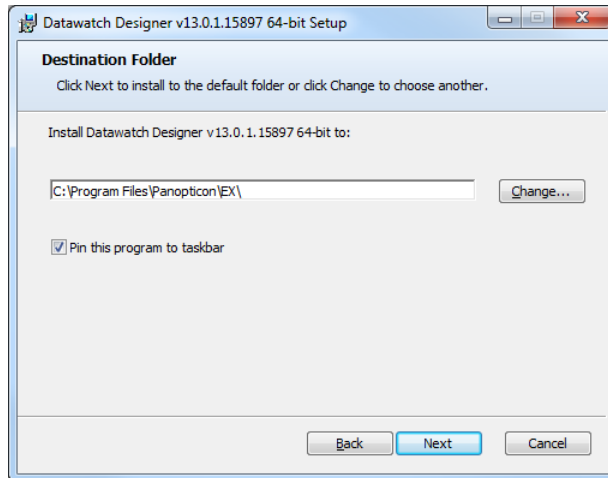 Datawatch Designer v13.0.1.15897 64-bit Setup
Destination Folder
Click Next to install to the default folder or click Change to choose another.
Install Datawatch Designer v13.0.1.15897 64-bit to:
C:\Program Files\Panopticon\EX\
Change...
Pin this program to taskbar
Back
Next
Cancel